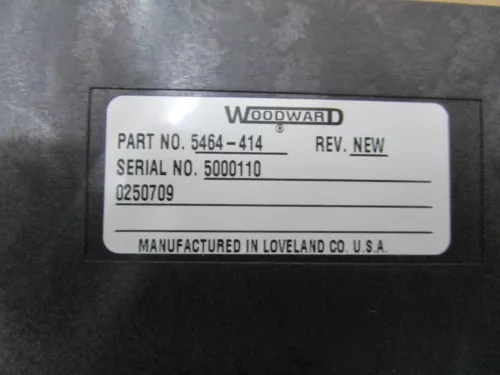 WOODWARD
®
PART NO. 5464-414 REV. NEW
SERIAL NO. 5000110
0250709
MANUFACTURED IN LOVELAND CO. U.S.A.